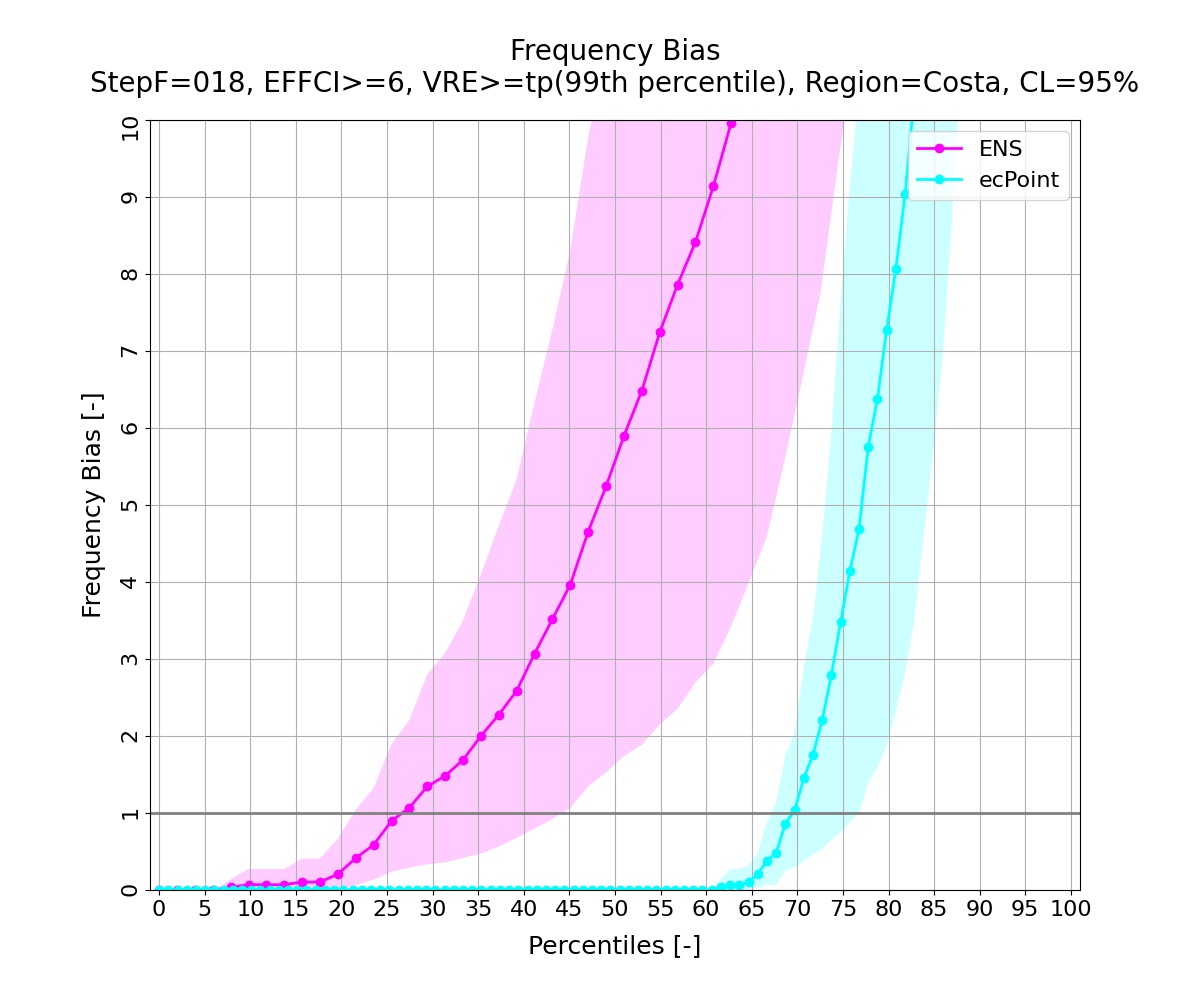 Frequency Bias
StepF=018, EFFCI>=6, VRE>=tp(99th percentile), Region=Costa, CL=95%
10
9
8
7
6
5
4
3
2
1
0
Frequency Bias [-]
ENS
ecPoint
0 5 10 15 20 25 30 35 40 45 50 55 60 65 70 75 80 85 90 95 100
Percentiles [-]